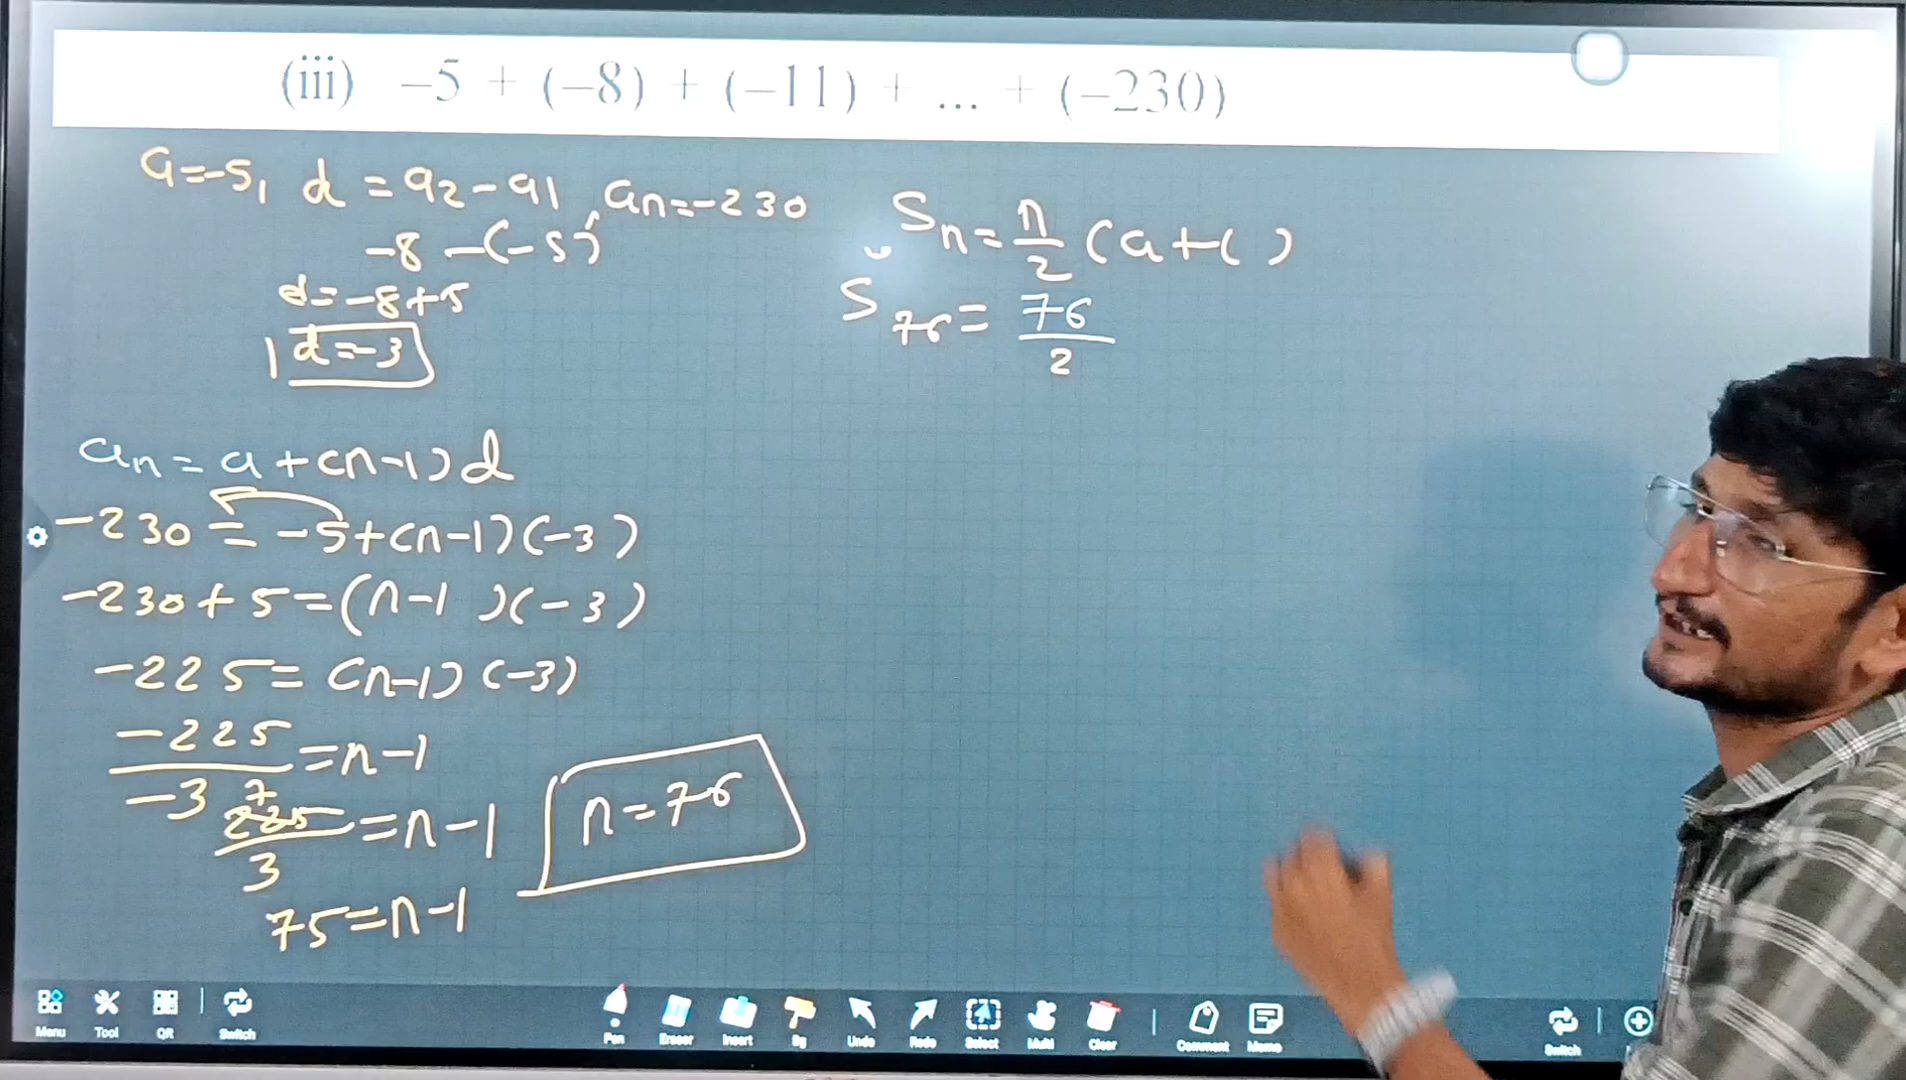 (iii) −5 + (−8) + (−11) + ... + (−230)
a=-5, d = a2-a1, an=-230
-8 -(-5)
d=-8+5
d=-3
an=a+(n-1)d
-230=-5+(n-1)(-3)
-230+5=(n-1)(-3)
-225=(n-1)(-3)
-225/-3=n-1
225/3=n-1
75=n-1
n=76
Sn=n/2(a+l)
S76=76/2
Menu Tool QR Switch Pen Eraser Insert Bg Undo Redo Select Multi Clear Comment Memo Switch